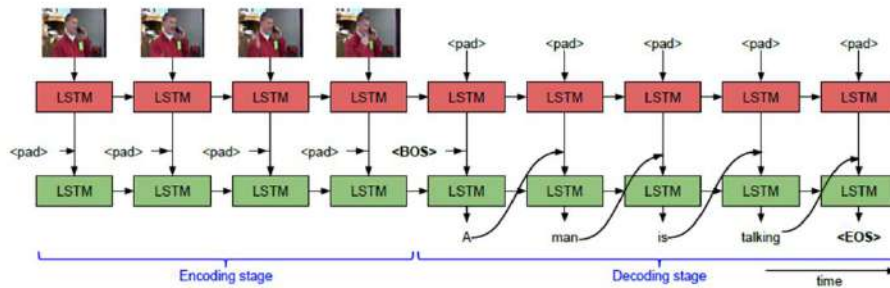 <pad> <pad> <pad> <pad> <pad>
LSTM LSTM LSTM LSTM LSTM LSTM LSTM LSTM LSTM
<pad> <pad> <pad> <pad> <BOS>
LSTM LSTM LSTM LSTM LSTM LSTM LSTM LSTM LSTM
A man is talking <EOS>
Encoding stage Decoding stage
time